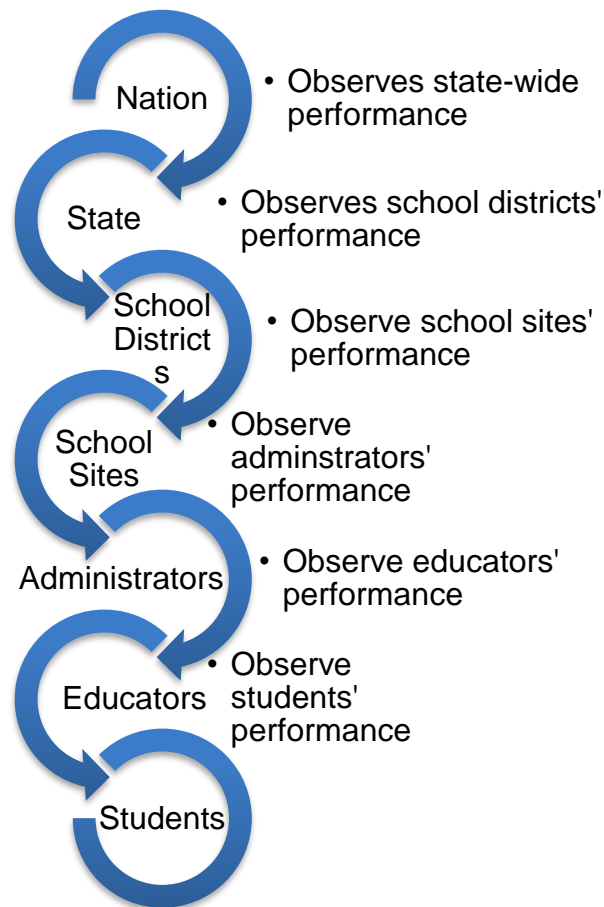 Nation
• Observes state-wide
performance
State
• Observes school districts'
performance
School
District
s
• Observe school sites'
performance
School
Sites
• Observe
adminstrators'
performance
Administrators
• Observe educators'
performance
Educators
• Observe
students'
performance
Students